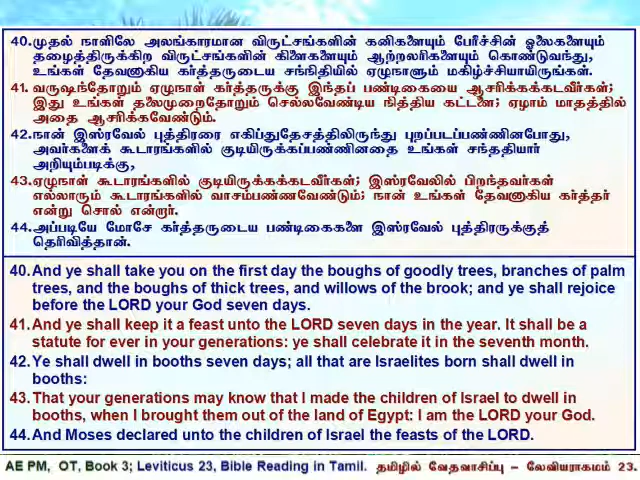 40.முதல் நாளிலே அலங்காரமான விருட்சங்களின் கனிகளையும் பேரீச்சின் ஓலைகளையும்
தழைத்திருக்கிற விருட்சங்களின் கிளைகளையும் ஆற்றலரிகளையும் கொண்டுவந்து,
உங்கள் தேவனாகிய கர்த்தருடைய சந்நிதியில் ஏழுநாளும் மகிழ்ச்சியாயிருங்கள்.
41. வருஷந்தோறும் ஏழுநாள் கர்த்தருக்கு இந்தப் பண்டிகையை ஆசரிக்கக்கடவீர்கள்;
இது உங்கள் தலைமுறைதோறும் செல்லவேண்டிய நித்திய கட்டளை; ஏழாம் மாதத்தில்
அதை ஆசரிக்கவேண்டும்.
42.நான் இஸ்ரவேல் புத்திரரை எகிப்துதேசத்திலிருந்து புறப்படப்பண்ணினபோது,
அவர்களைக் கூடாரங்களில் குடியிருக்கப்பண்ணினதை உங்கள் சந்ததியார்
அறியும்படிக்கு,
43.ஏழுநாள் கூடாரங்களில் குடியிருக்கக்கடவீர்கள்; இஸ்ரவேலில் பிறந்தவர்கள்
எல்லாரும் கூடாரங்களில் வாசம்பண்ணவேண்டும்; நான் உங்கள் தேவனாகிய கர்த்தர்
என்று சொல் என்றார்.
44.அப்படியே மோசே கர்த்தருடைய பண்டிகைகளை இஸ்ரவேல் புத்திரருக்குத்
தெரிவித்தான்.
40.And ye shall take you on the first day the boughs of goodly trees, branches of palm
trees, and the boughs of thick trees, and willows of the brook; and ye shall rejoice
before the LORD your God seven days.
41.And ye shall keep it a feast unto the LORD seven days in the year. It shall be a
statute for ever in your generations: ye shall celebrate it in the seventh month.
42.Ye shall dwell in booths seven days; all that are Israelites born shall dwell in
booths:
43.That your generations may know that I made the children of Israel to dwell in
booths, when I brought them out of the land of Egypt: I am the LORD your God.
44.And Moses declared unto the children of Israel the feasts of the LORD.
AE PM, OT, Book 3; Leviticus 23, Bible Reading in Tamil. தமிழில் வேதவாசிப்பு – லேவியராகமம் 23.